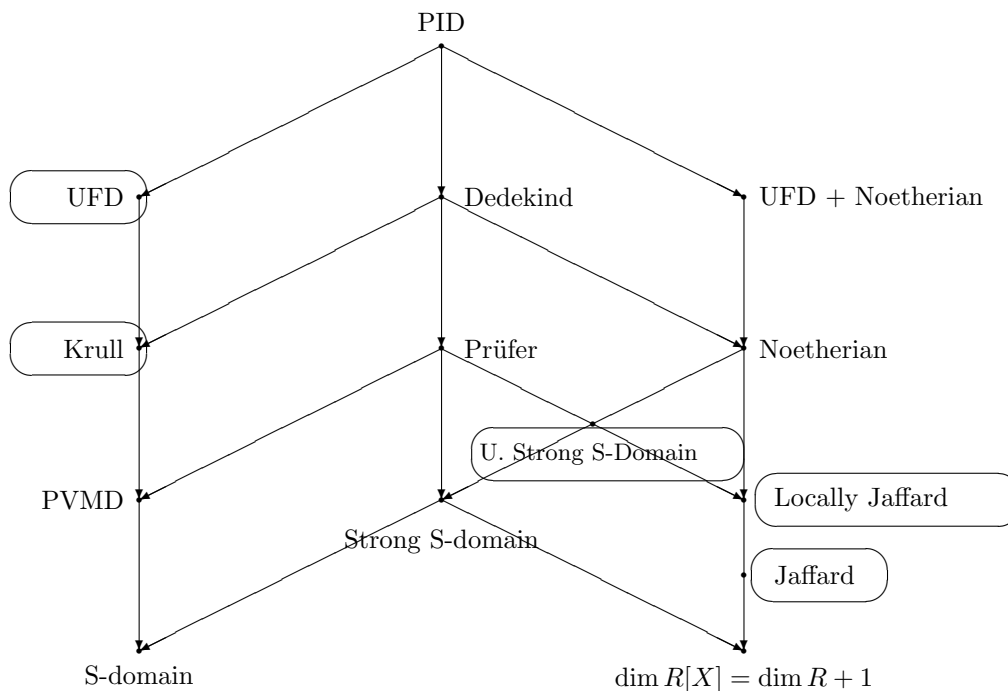 PID
UFD
Dedekind
UFD + Noetherian
Krull
Prüfer
Noetherian
U. Strong S-Domain
PVMD
Locally Jaffard
Strong S-domain
Jaffard
S-domain
dim R[X] = dim R + 1